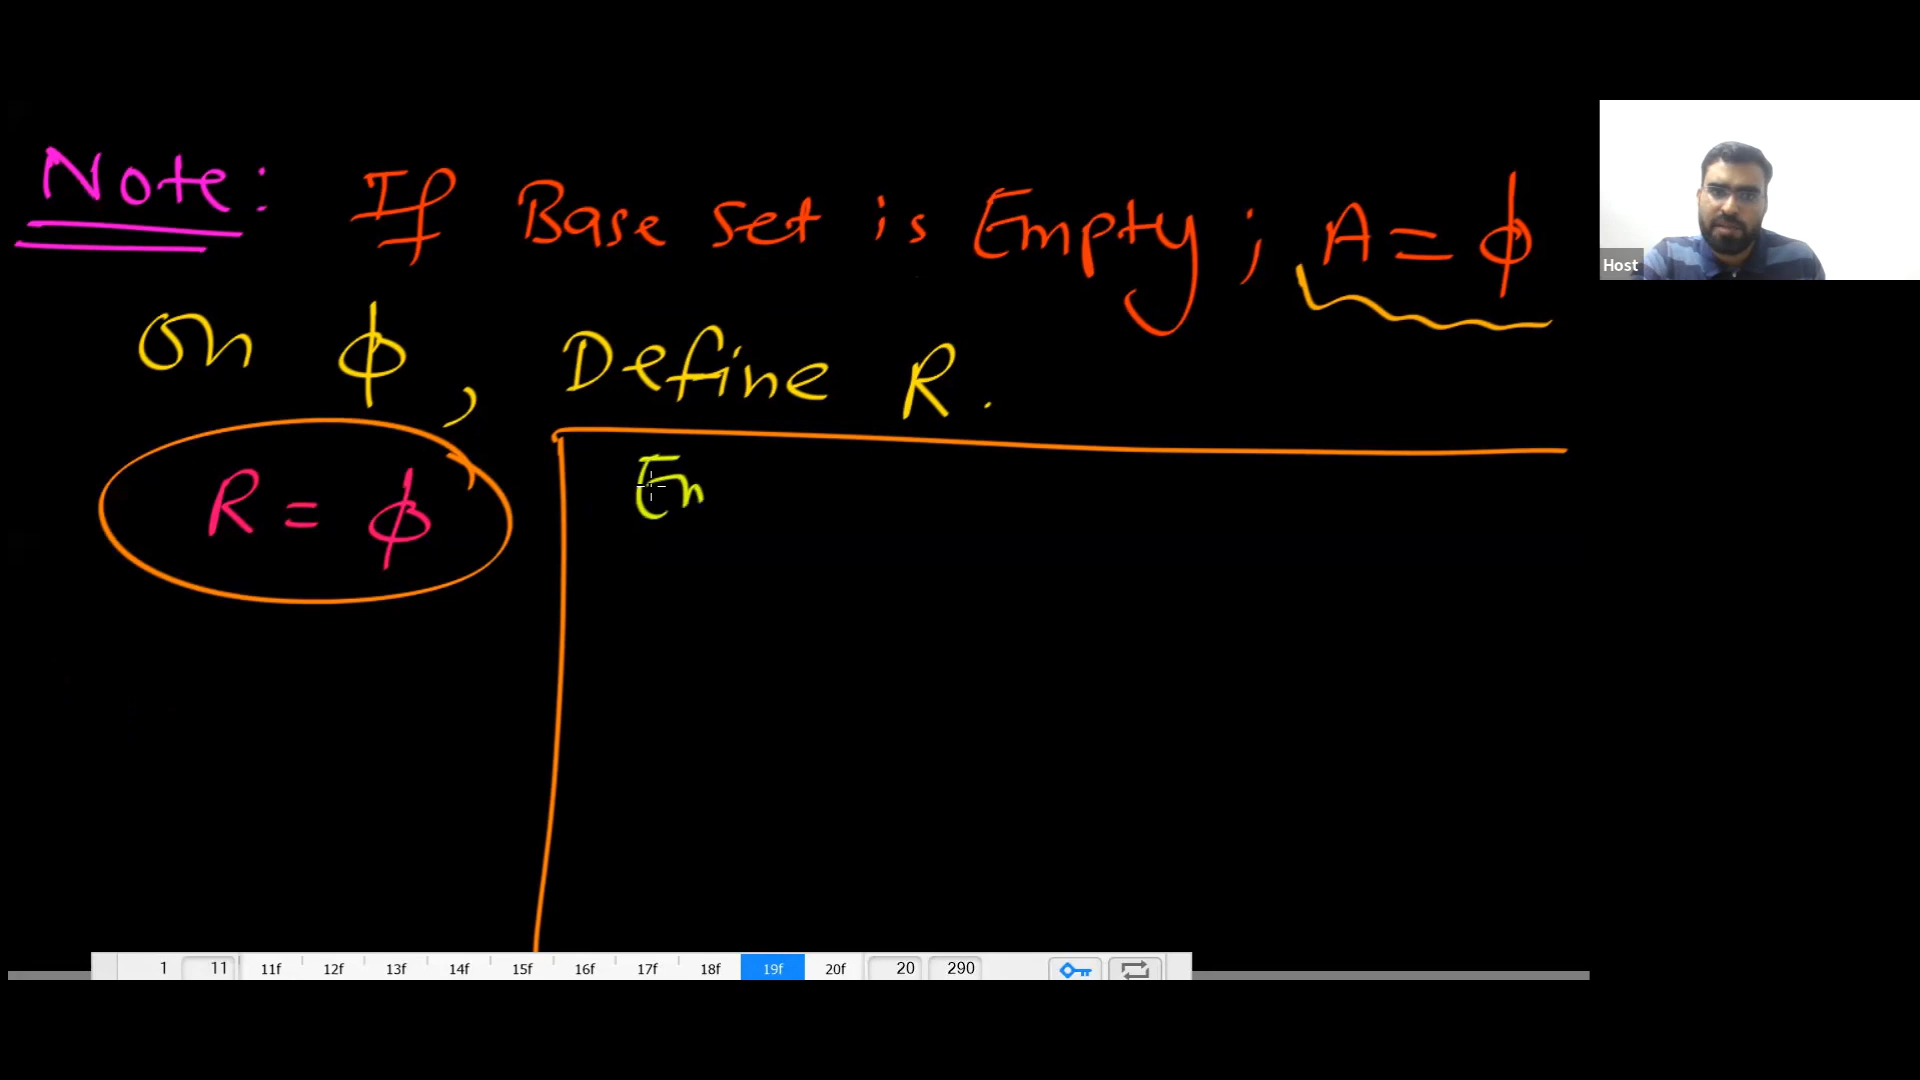 Note: If Base set is Empty; A = ϕ
Host
On ϕ, Define R.
R = ϕ
En
1 11 11f 12f 13f 14f 15f 16f 17f 18f 19f 20f 20 290